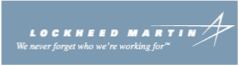 LOCKHEED MARTIN
We never forget who we're working for™